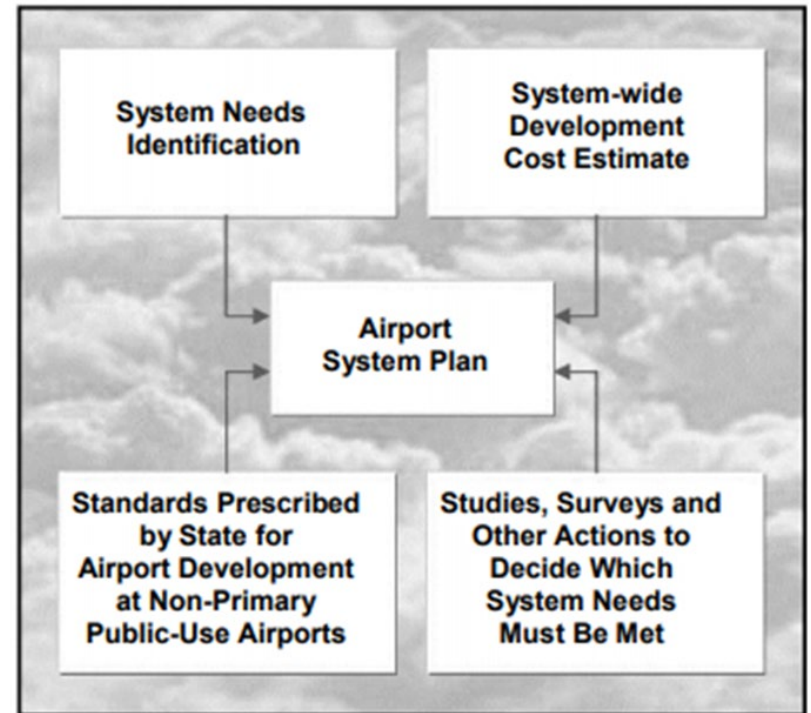 System Needs
Identification
System-wide
Development
Cost Estimate
Airport
System Plan
Standards Prescribed
by State for
Airport Development
at Non-Primary
Public-Use Airports
Studies, Surveys and
Other Actions to
Decide Which
System Needs
Must Be Met